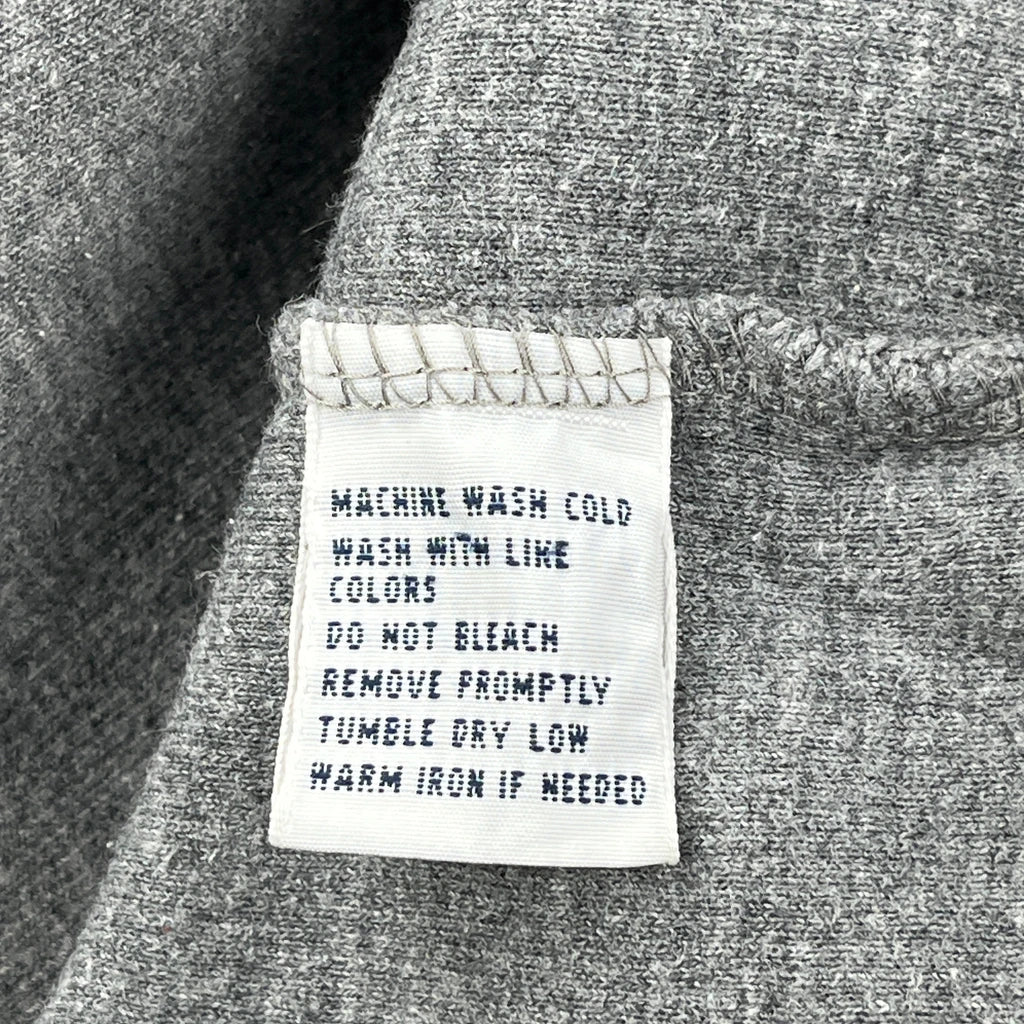 MACHINE WASH COLD
WASH WITH LIKE
COLORS
DO NOT BLEACH
REMOVE PROMPTLY
TUMBLE DRY LOW
WARM IRON IF NEEDED